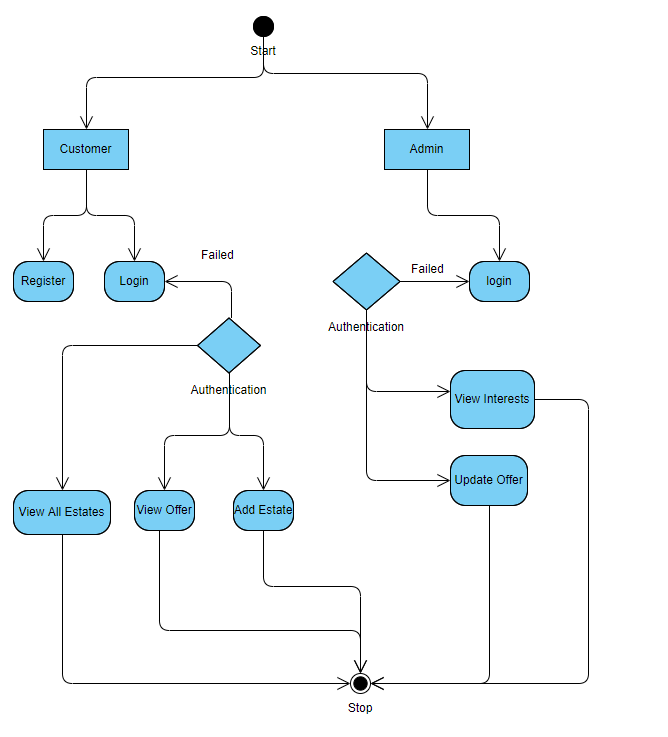 Start
Customer
Admin
Failed
Failed
Register
Login
login
Authentication
Authentication
View Interests
Update Offer
View All Estates
View Offer
Add Estate
Stop